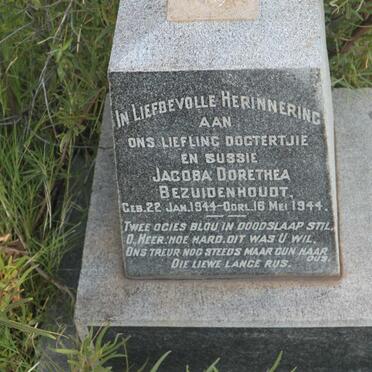 IN LIEFDEVOLLE HERINNERING
AAN
ONS LIEFLING DOGTERTJIE
EN SUSSIE
JACOBA DORETHEA
BEZUIDENHOUDT,
GEB. 22 JAN. 1944 – OORL. 16 MEI 1944.
TWEE OGIES BLOU IN DOODSLAAP STIL,
O, HEER: HOE HARD. DIT WAS U WIL.
ONS TREUR NOG STEEDS MAAR GUN HAAR
DIE LIEWE LANGE RUS.